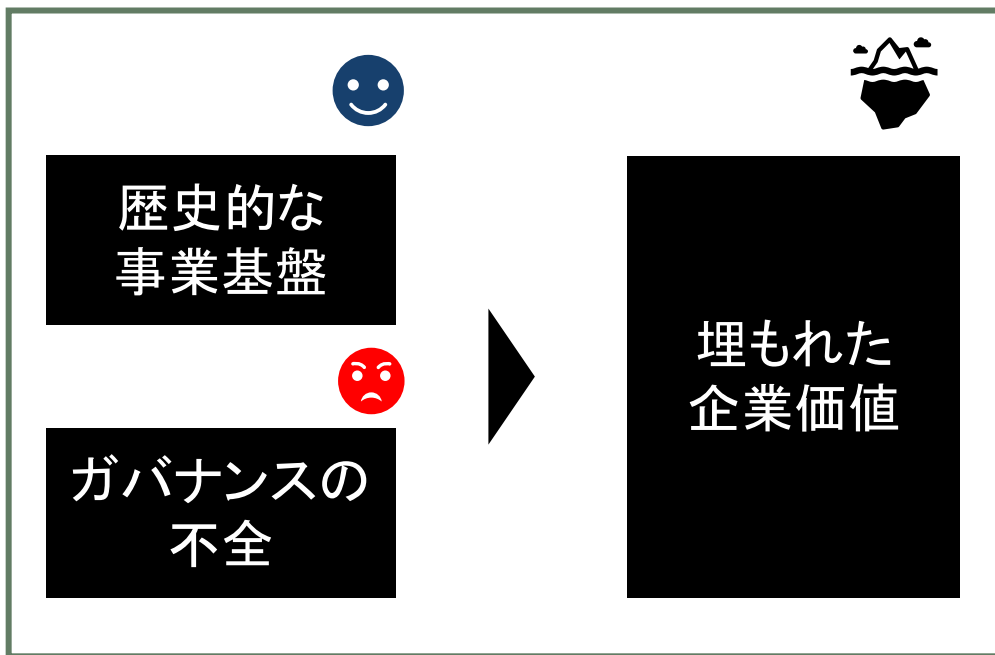 歴史的な
事業基盤
ガバナンスの
不全
埋もれた
企業価値